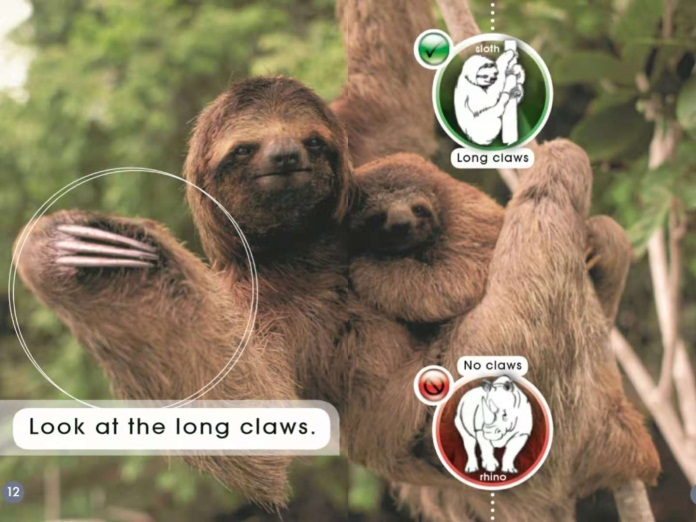 sloth
Long claws
No claws
rhino
Look at the long claws.
12